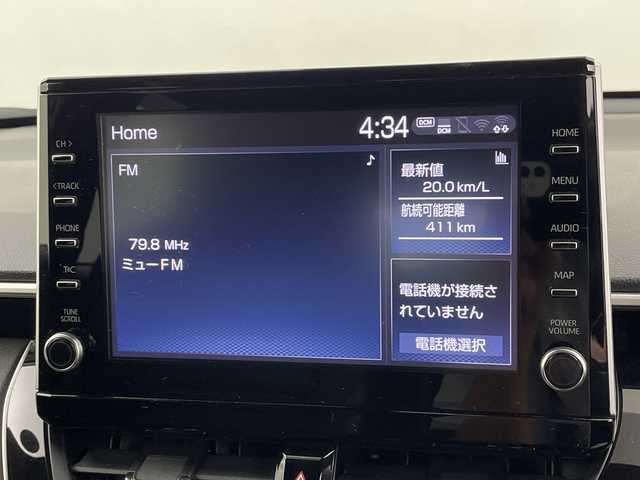 Home
4:34
DCM
DCM
FM
79.8 MHz
ミューFM
最新値
20.0 km/L
航続可能距離
411 km
電話機が接続さ
れていません
電話機選択
CH >
< TRACK
PHONE
TUNE
SCROLL
HOME
MENU
AUDIO
MAP
POWER
VOLUME